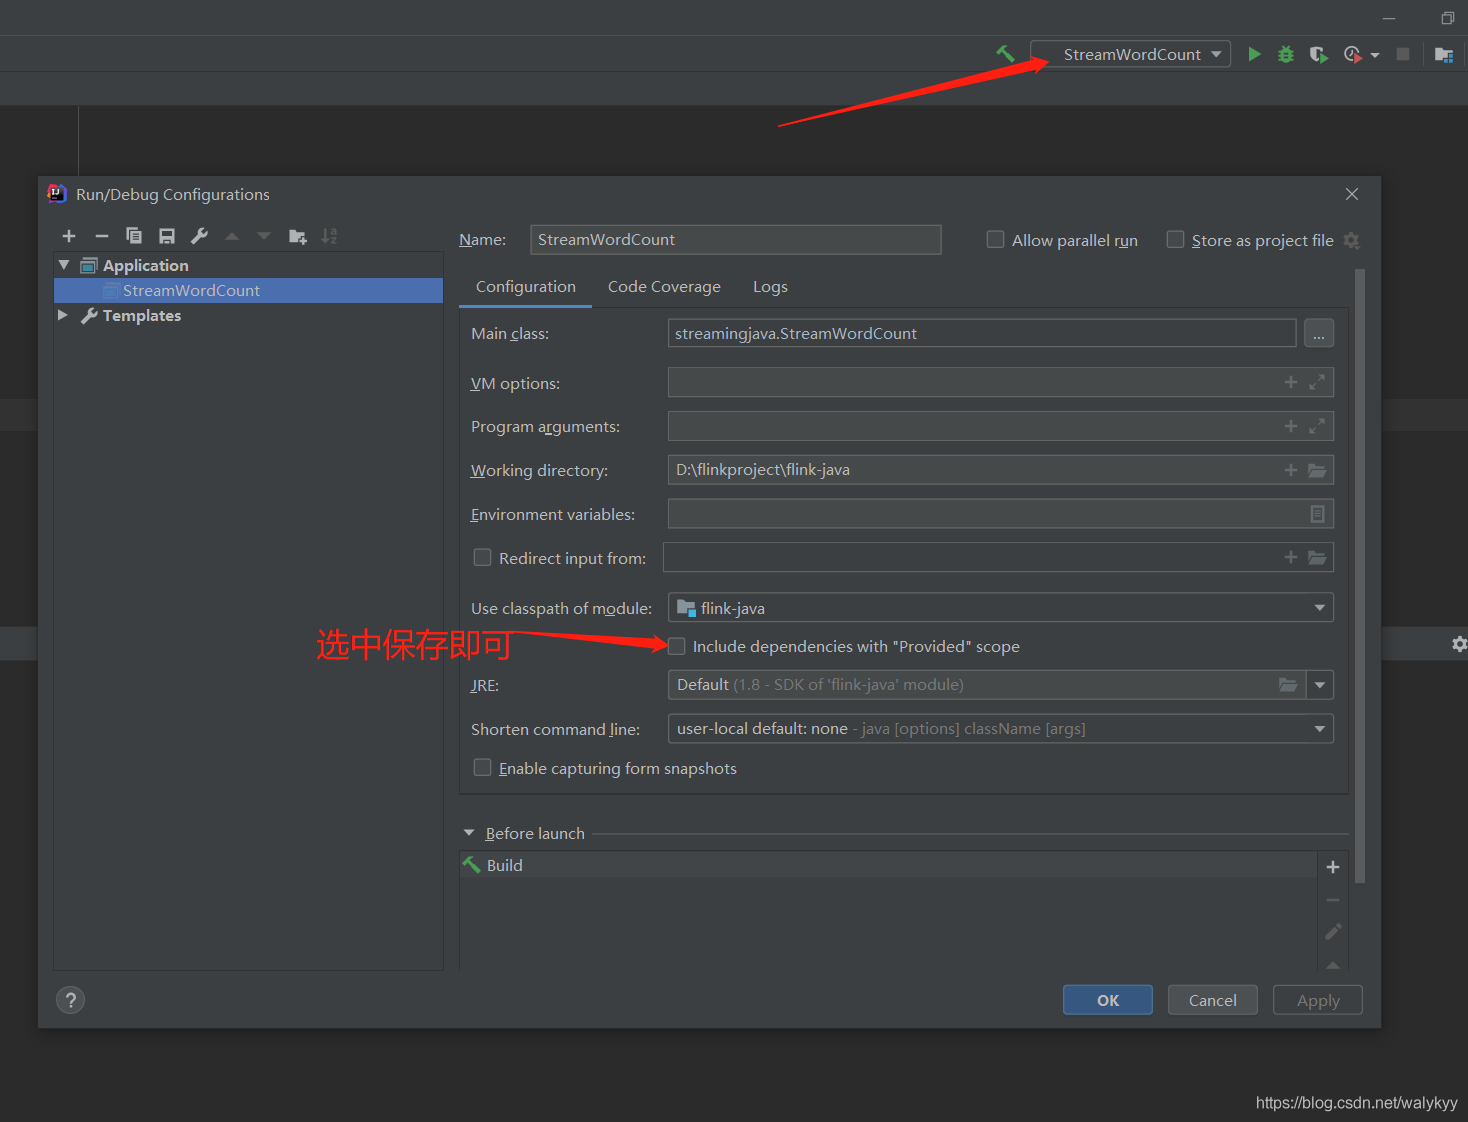 StreamWordCount
Run/Debug Configurations
Name: StreamWordCount Allow parallel run Store as project file
Application
StreamWordCount
Templates
Configuration Code Coverage Logs
Main class: streamingjava.StreamWordCount ...
VM options:
Program arguments:
Working directory: D:\flinkproject\flink-java
Environment variables:
Redirect input from:
Use classpath of module: flink-java
选中保存即可 Include dependencies with "Provided" scope
JRE: Default (1.8 - SDK of 'flink-java' module)
Shorten command line: user-local default: none - java [options] className [args]
Enable capturing form snapshots
Before launch
Build
? OK Cancel Apply
https://blog.csdn.net/walykyy